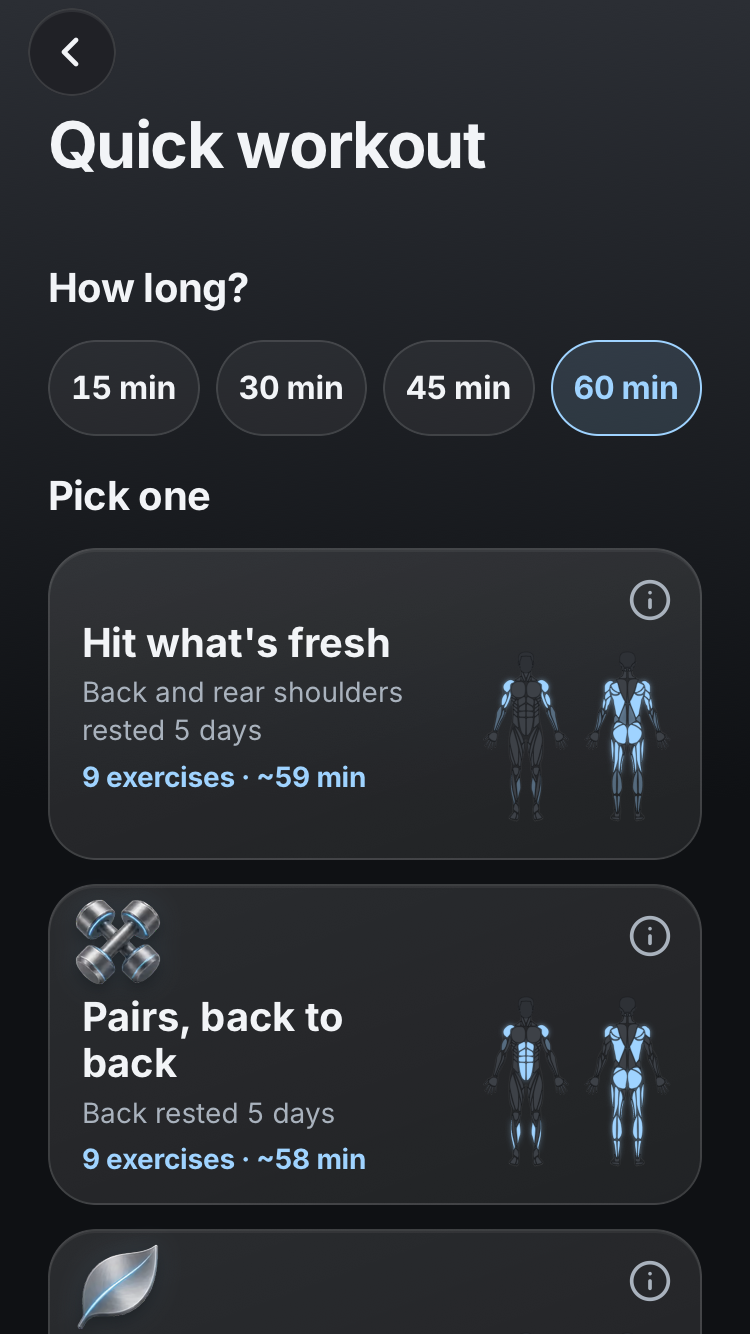 Quick workout
How long?
15 min 30 min 45 min 60 min
Pick one
Hit what's fresh
Back and rear shoulders
rested 5 days
9 exercises · ~59 min
Pairs, back to
back
Back rested 5 days
9 exercises · ~58 min